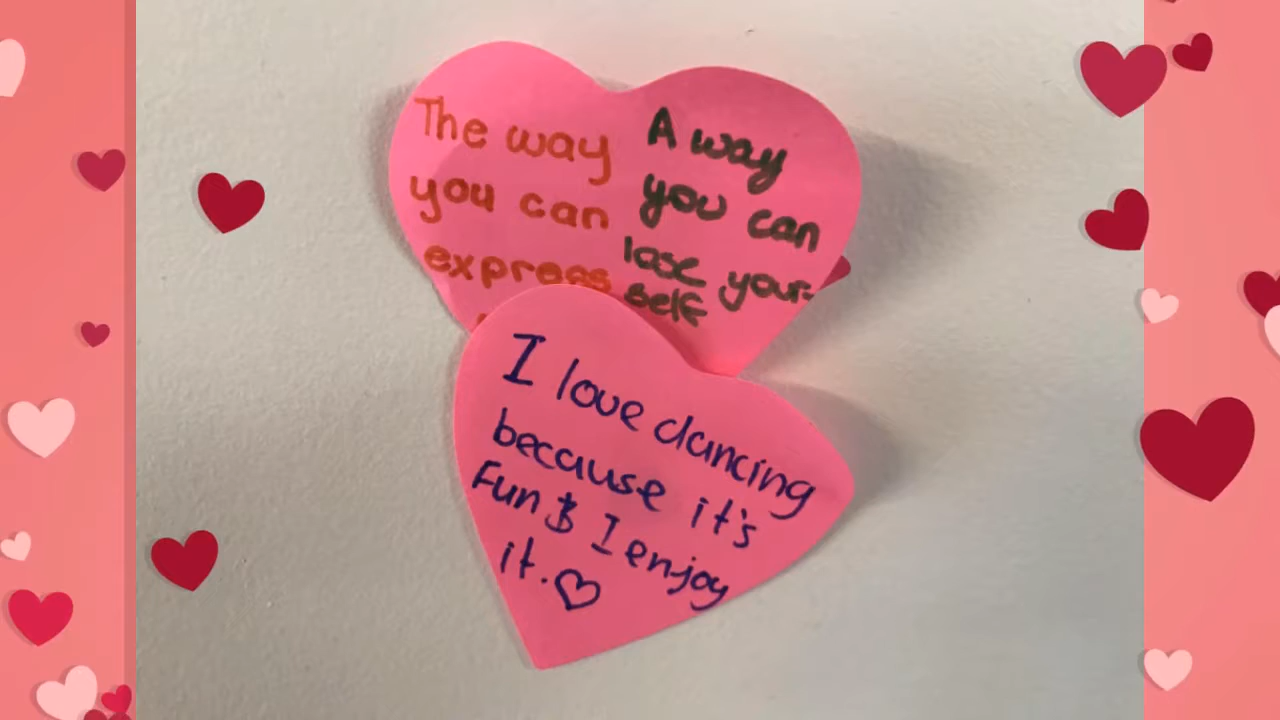 The way
you can
express
A way
you can
lose your-
self
I love dancing
because it's
Fun & I enjoy
it. ♡